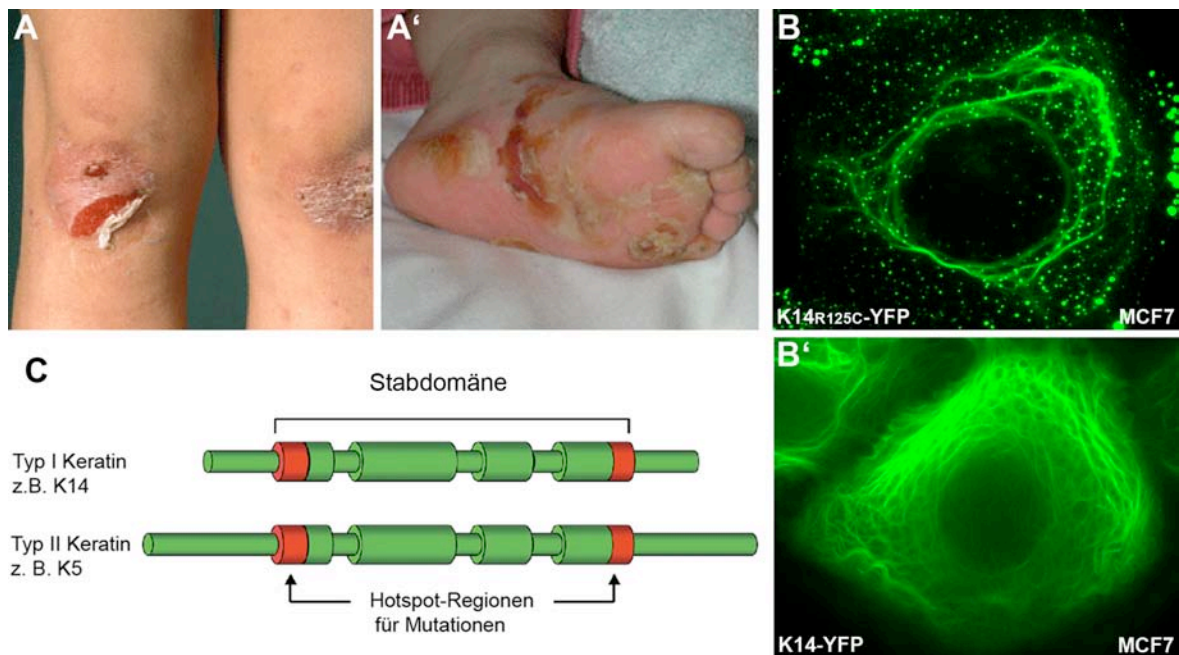 A
A‘
B
K14R125C-YFP
MCF7
C
Stabdomäne
Typ I Keratin
z.B. K14
Typ II Keratin
z. B. K5
Hotspot-Regionen
für Mutationen
B‘
K14-YFP
MCF7